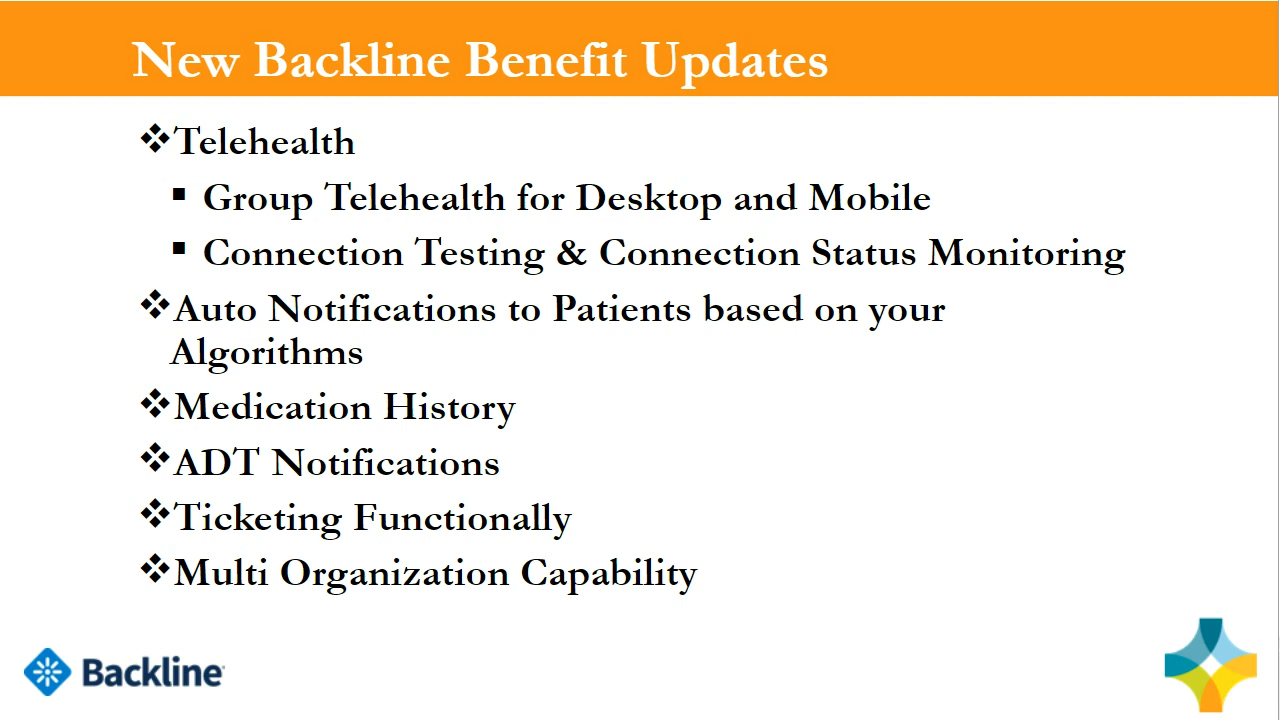 New Backline Benefit Updates
❖Telehealth
▪ Group Telehealth for Desktop and Mobile
▪ Connection Testing & Connection Status Monitoring
❖Auto Notifications to Patients based on your
Algorithms
❖Medication History
❖ADT Notifications
❖Ticketing Functionally
❖Multi Organization Capability
Backline